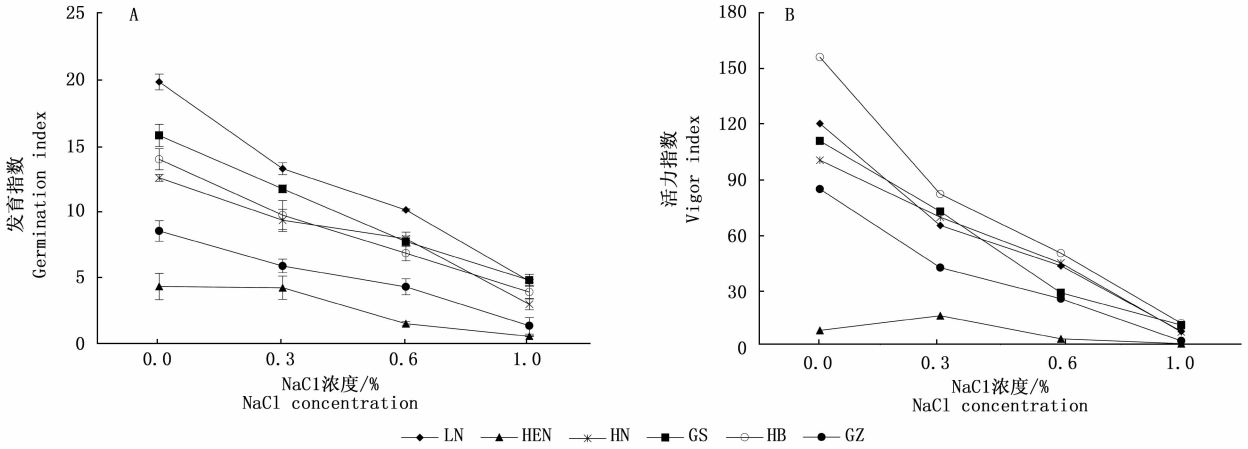 A
25
20
15
10
5
0
发育指数
Germination index
0.0 0.3 0.6 1.0
NaCl浓度/%
NaCl concentration
B
180
150
120
90
60
30
0
活力指数
Vigor index
0.0 0.3 0.6 1.0
NaCl浓度/%
NaCl concentration
LN HEN HN GS HB GZ